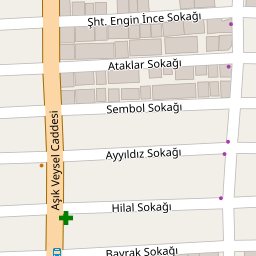 Şht. Engin İnce Sokağı
Ataklar Sokağı
Sembol Sokağı
Aşık Veysel Caddesi
Ayyıldız Sokağı
Hilal Sokağı
Bayrak Sokağı